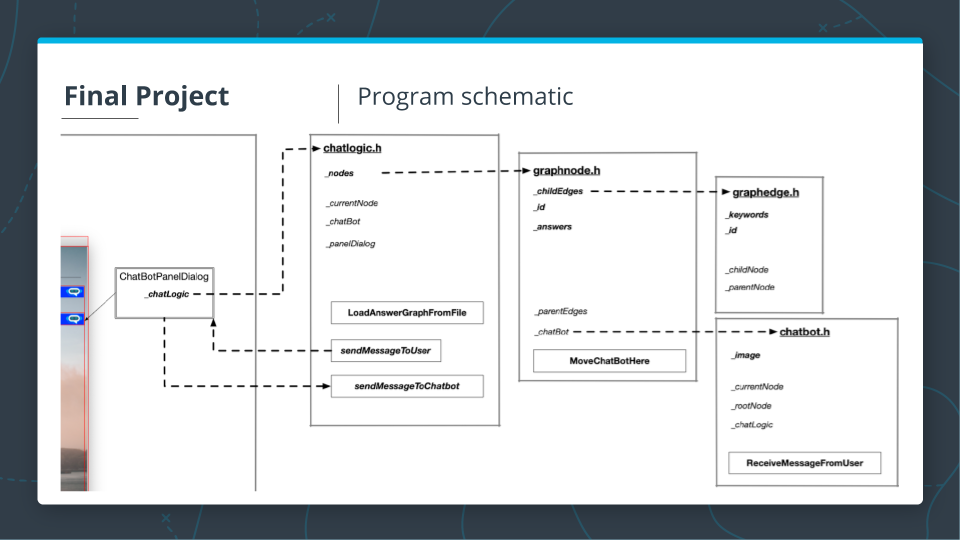 Final Project
Program schematic
ChatBotPanelDialog
_chatLogic
chatlogic.h
_nodes
_currentNode
_chatBot
_panelDialog
LoadAnswerGraphFromFile
sendMessageToUser
sendMessageToChatbot
graphnode.h
_childEdges
_id
_answers
_parentEdges
_chatBot
MoveChatBotHere
graphedge.h
_keywords
_id
_childNode
_parentNode
chatbot.h
_image
_currentNode
_rootNode
_chatLogic
ReceiveMessageFromUser